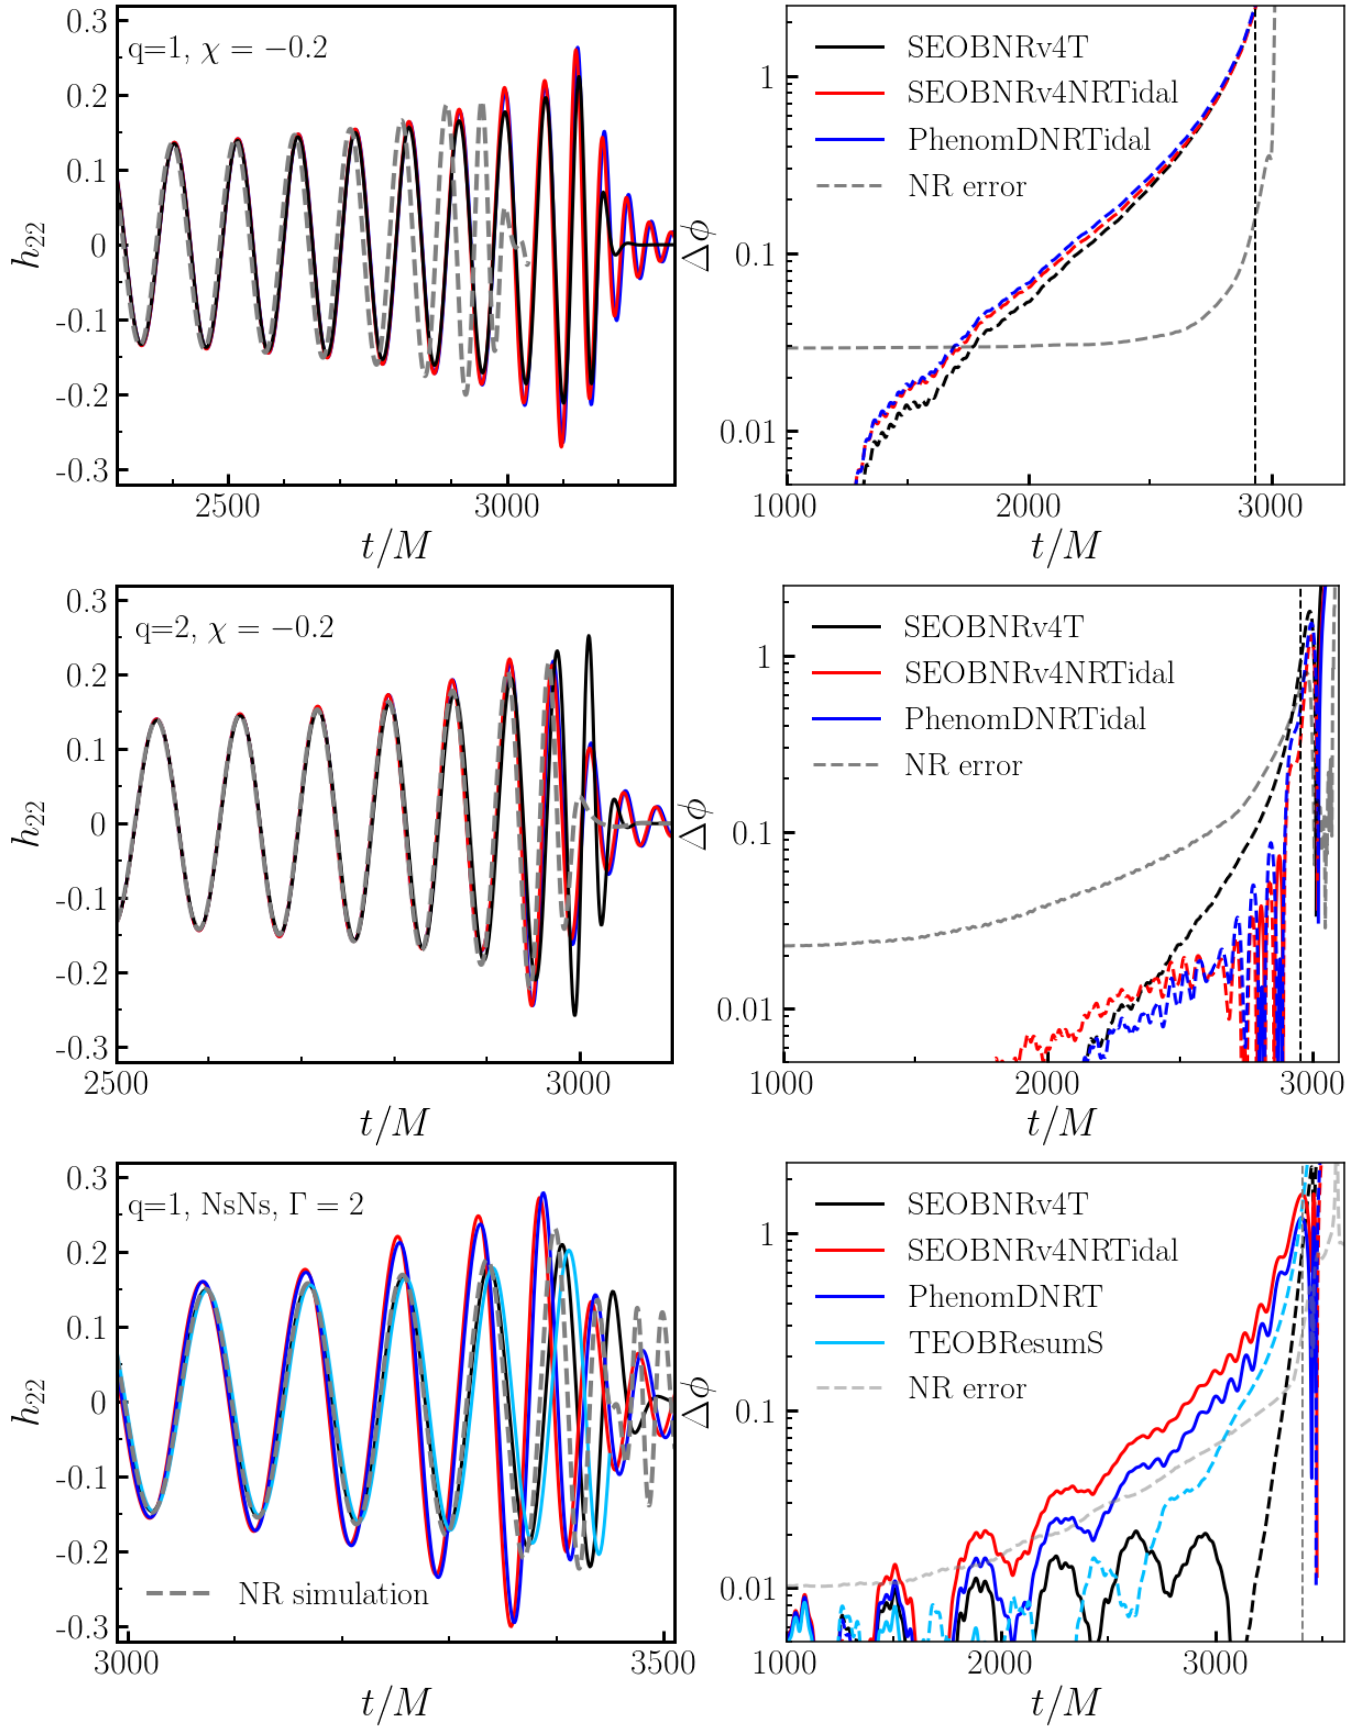 q=1, χ = −0.2
h22
0.3
0.2
0.1
0
-0.1
-0.2
-0.3
2500
3000
t/M
SEOBNRv4T
SEOBNRv4NRTidal
PhenomDNRTidal
NR error
Δϕ
1
0.1
0.01
1000
2000
3000
t/M
q=2, χ = −0.2
h22
0.3
0.2
0.1
0
-0.1
-0.2
-0.3
2500
3000
t/M
SEOBNRv4T
SEOBNRv4NRTidal
PhenomDNRTidal
NR error
Δϕ
1
0.1
0.01
1000
2000
3000
t/M
q=1, NsNs, Γ = 2
h22
0.3
0.2
0.1
0
-0.1
-0.2
-0.3
NR simulation
3000
3500
t/M
SEOBNRv4T
SEOBNRv4NRTidal
PhenomDNRT
TEOBResumS
NR error
Δϕ
1
0.1
0.01
1000
2000
3000
t/M